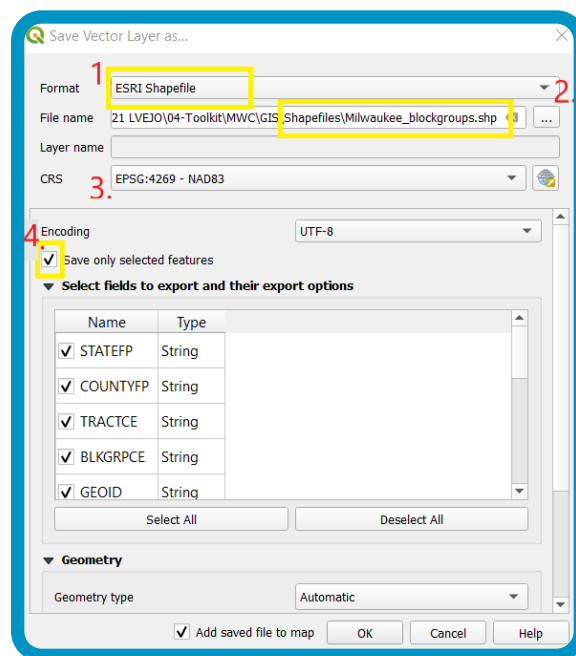 Save Vector Layer as...
1
Format ESRI Shapefile
2.
File name 21 LVEJO\04-Toolkit\MWC\GIS\Shapefiles\Milwaukee_blockgroups.shp ...
Layer name
CRS EPSG:4269 - NAD83
3.
Encoding UTF-8
4.
Save only selected features
Select fields to export and their export options
Name Type
STATEFP String
COUNTYFP String
TRACTCE String
BLKGRPCE String
GEOID String
Select All Deselect All
Geometry
Geometry type Automatic
Add saved file to map OK Cancel Help